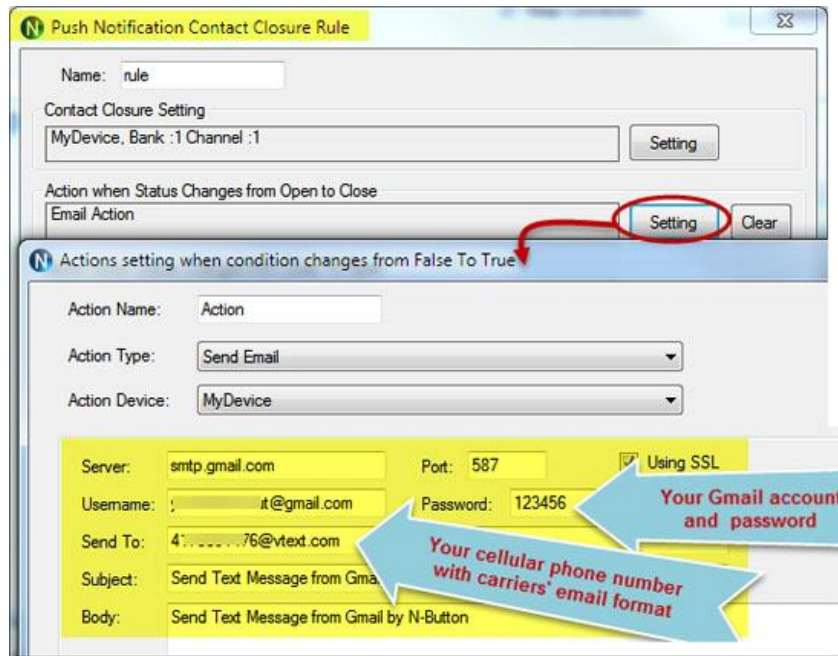 Push Notification Contact Closure Rule
Name: rule
Contact Closure Setting
MyDevice, Bank :1 Channel :1 Setting
Action when Status Changes from Open to Close
Email Action Setting Clear
Actions setting when condition changes from False To True
Action Name: Action
Action Type: Send Email
Action Device: MyDevice
Server: smtp.gmail.com Port: 587 Using SSL
Username: t@gmail.com Password: 123456
Your Gmail account
and password
Send To: 76@vtext.com
Your cellular phone number
with carriers' email format
Subject: Send Text Message from Gma
Body: Send Text Message from Gmail by N-Button